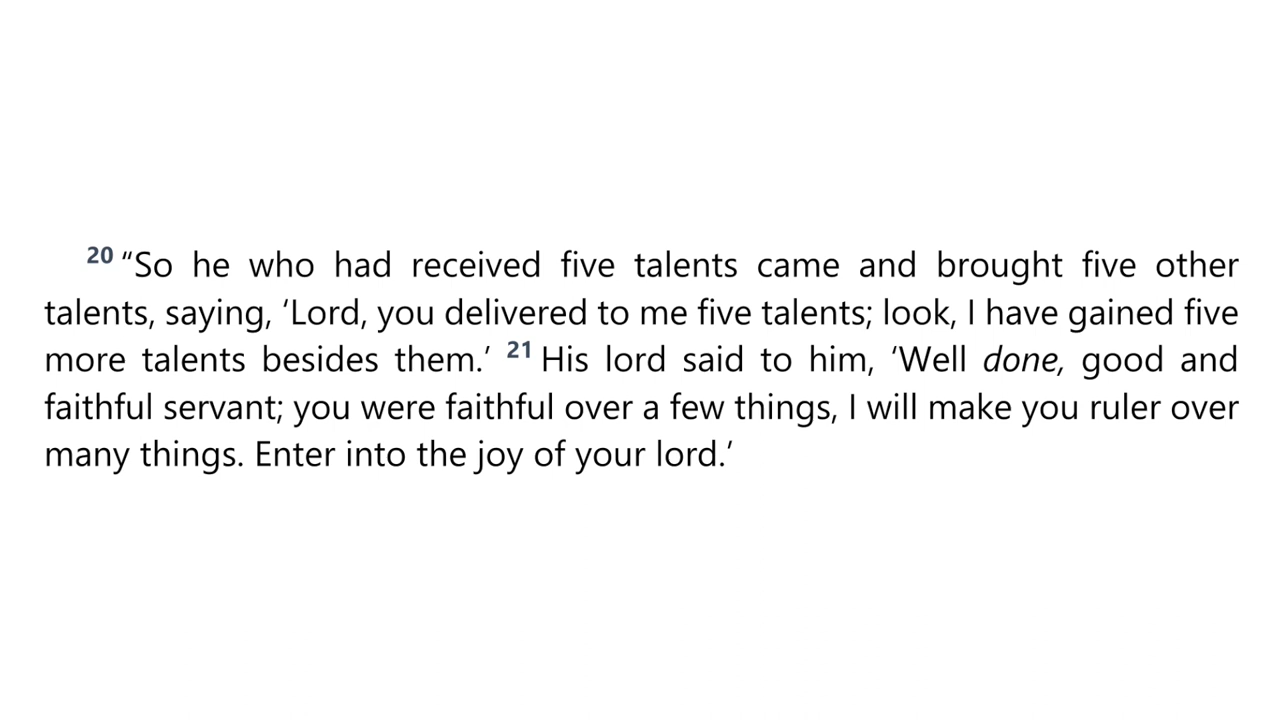 20 “So he who had received five talents came and brought five other
talents, saying, ‘Lord, you delivered to me five talents; look, I have gained five
more talents besides them.’ 21 His lord said to him, ‘Well done, good and
faithful servant; you were faithful over a few things, I will make you ruler over
many things. Enter into the joy of your lord.’